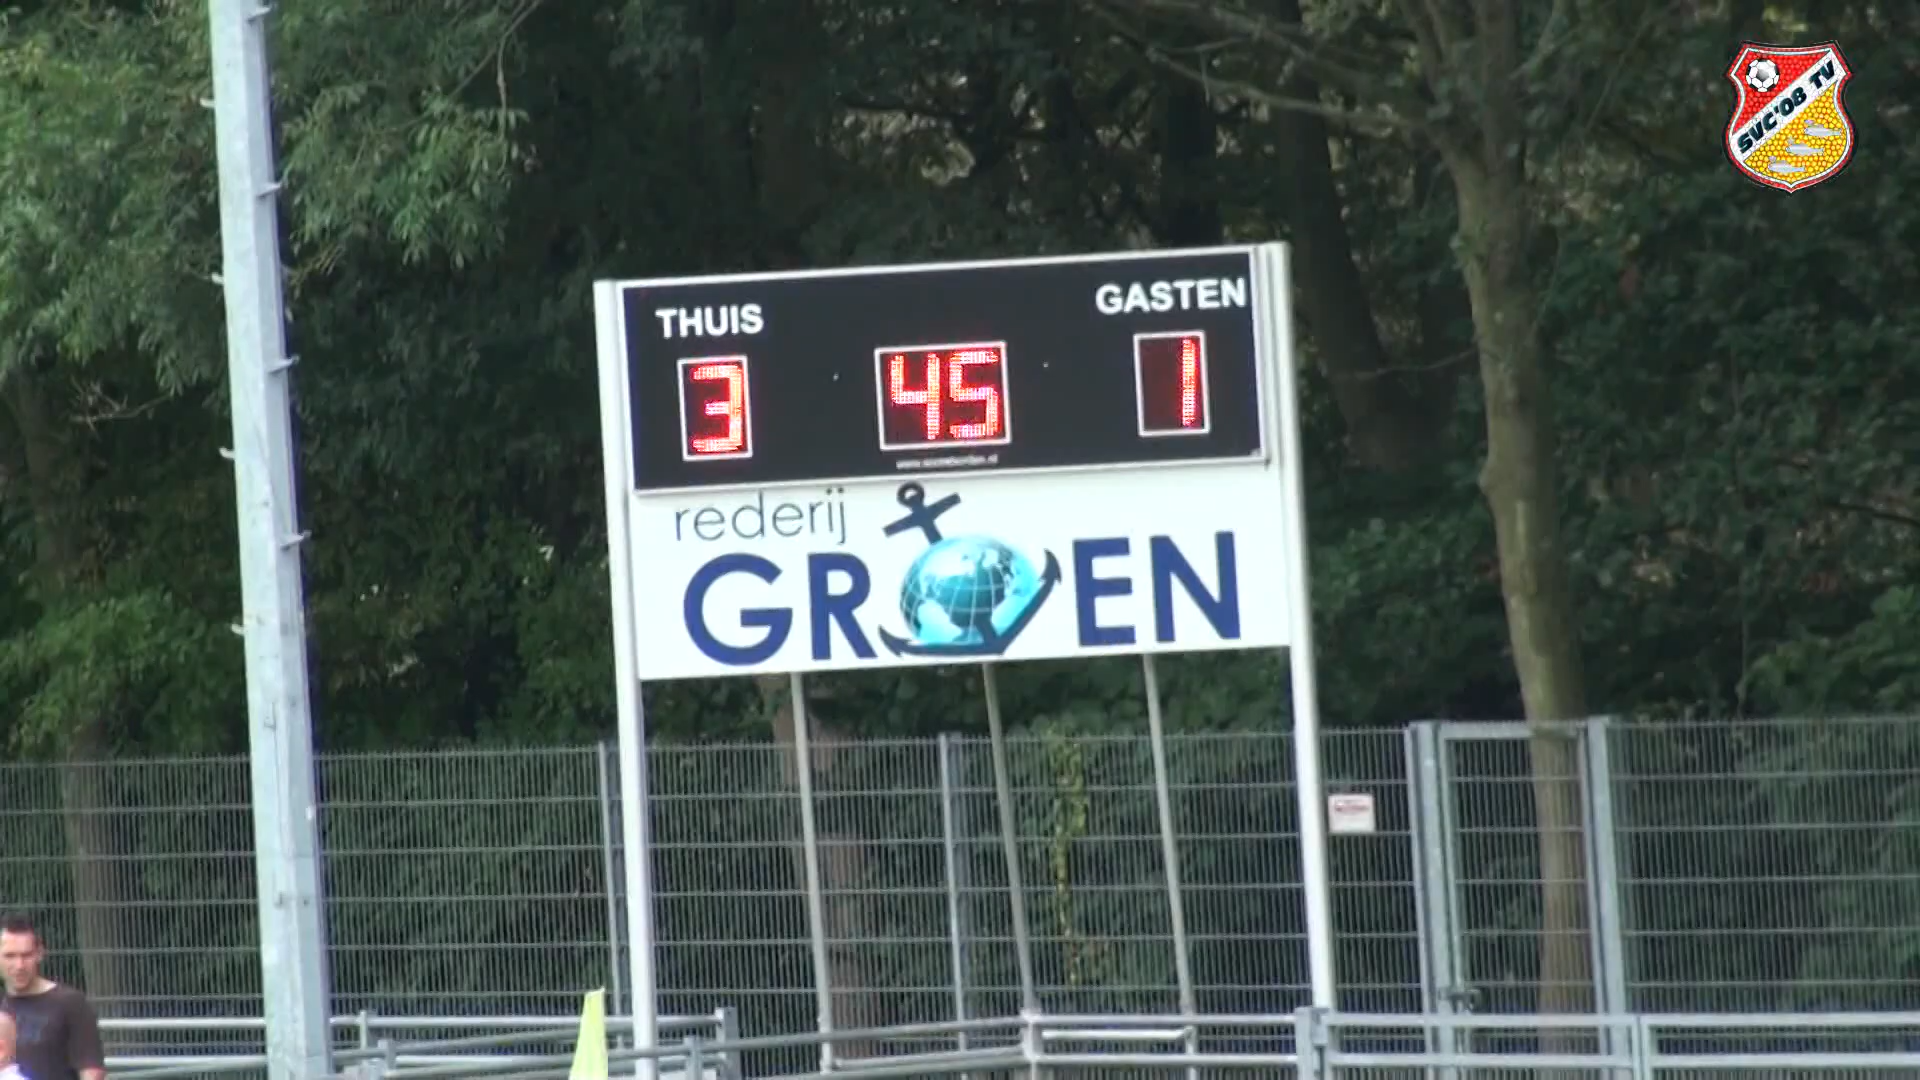 SVC'08 TV
THUIS
GASTEN
3 45 1
rederij
GROEN